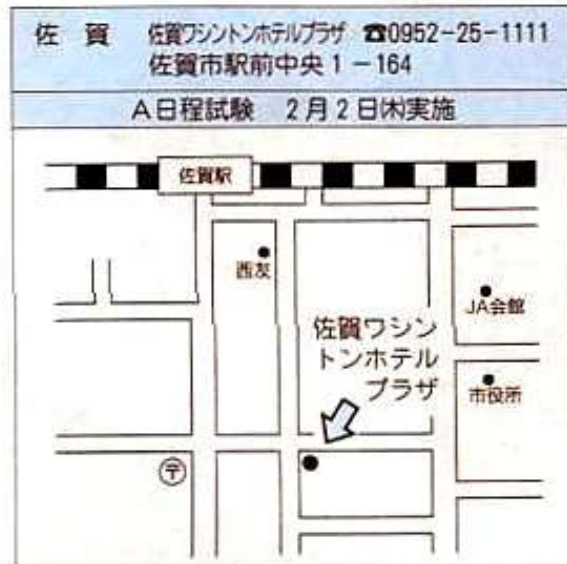 佐賀 佐賀ワシントンホテルプラザ ☎0952-25-1111
佐賀市駅前中央1-164
A日程試験 2月2日㈭実施
佐賀駅
西友
JA会館
佐賀ワシン
トンホテル
プラザ
市役所
〶